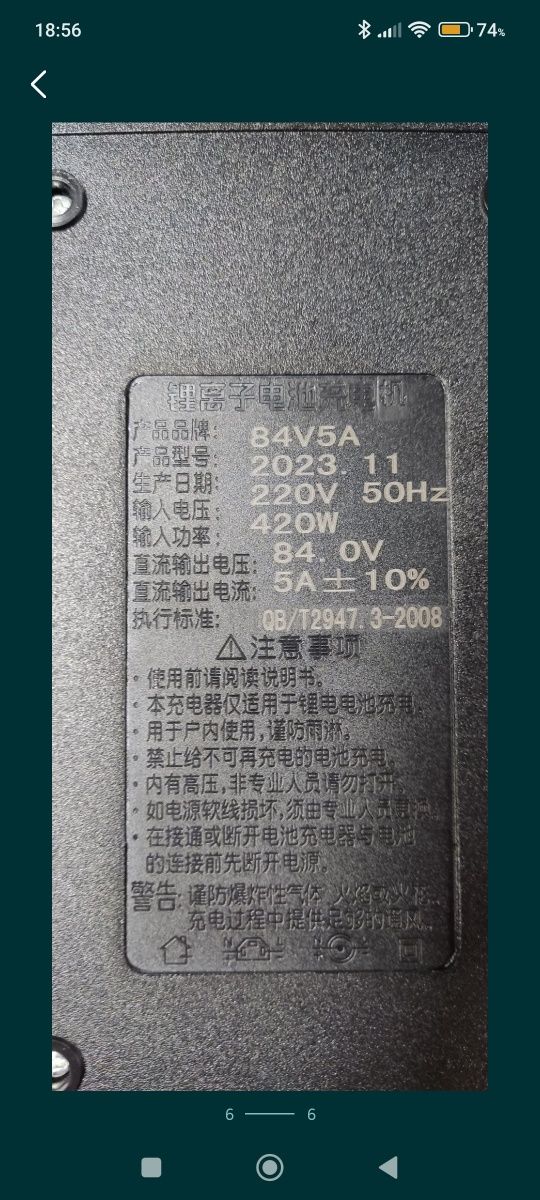 18:56
74%
锂离子电池充电机
产品品牌:
产品型号: 84V5A
生产日期: 2023. 11
输入电压: 220V 50Hz
输入功率: 420W
直流输出电压: 84. 0V
直流输出电流: 5A±10%
执行标准: QB/T2947.3-2008
⚠注意事项
·使用前请阅读说明书。
·本充电器仅适用于锂电电池充电。
·用于户内使用,谨防雨淋。
·禁止给不可再充电的电池充电。
·内有高压,非专业人员请勿打开。
·如电源软线损坏,须由专业人员更换。
·在接通或断开电池充电器与电池
的连接前先断开电源。
警告: 谨防爆炸性气体 火焰或火花
充电过程中提供足够的通风
N
6 — 6